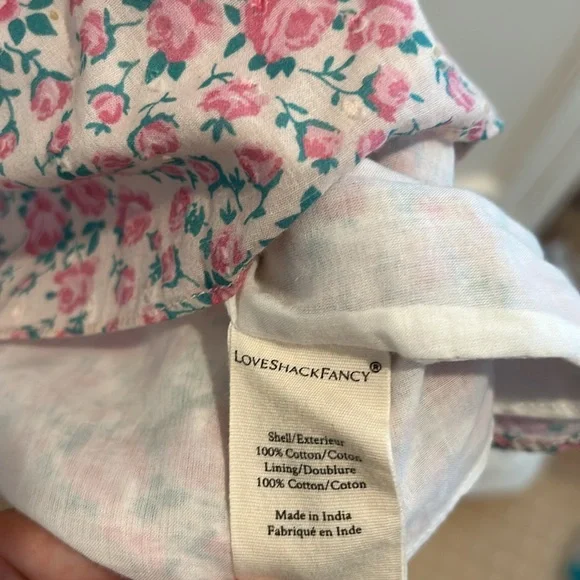 LOVESHACKFANCY®
Shell/Exterieur
100% Cotton/Coton
Lining/Doublure
100% Cotton/Coton
Made in India
Fabriqué en Inde